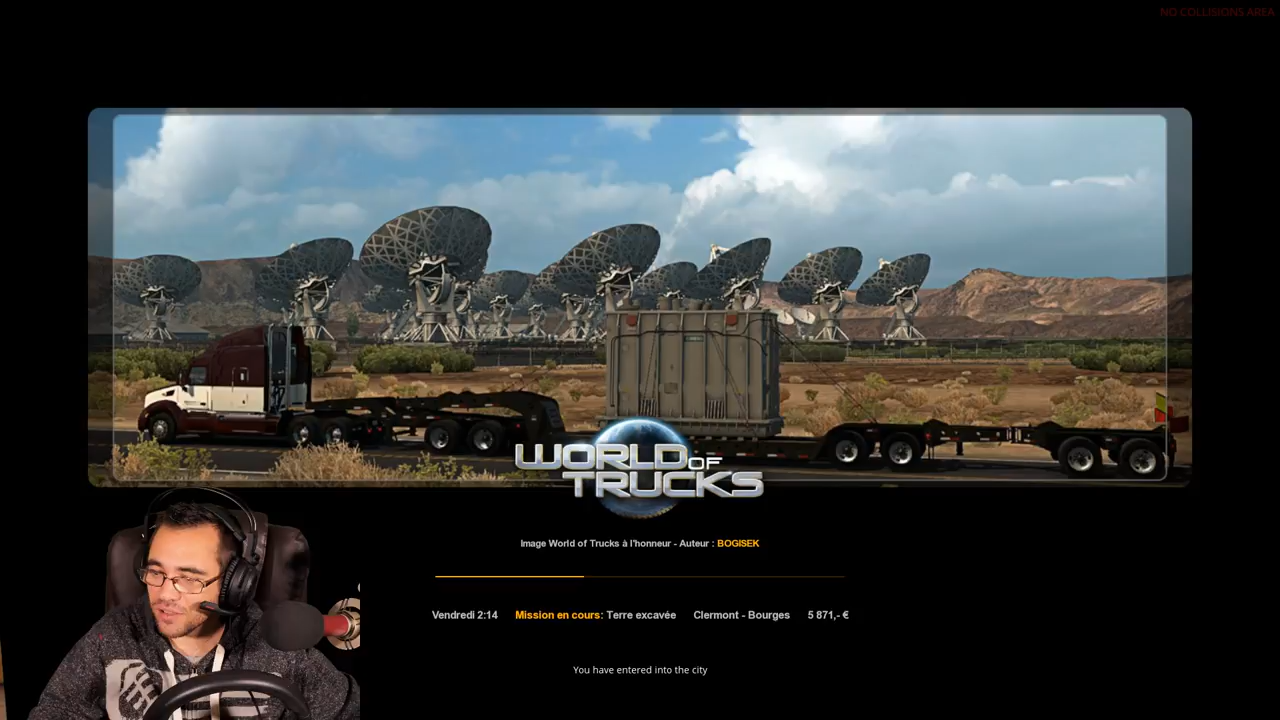 NO COLLISIONS AREA
WORLD OF
TRUCKS
Image World of Trucks à l'honneur - Auteur : BOGISEK
Vendredi 2:14 Mission en cours: Terre excavée Clermont - Bourges 5 871,- €
You have entered into the city